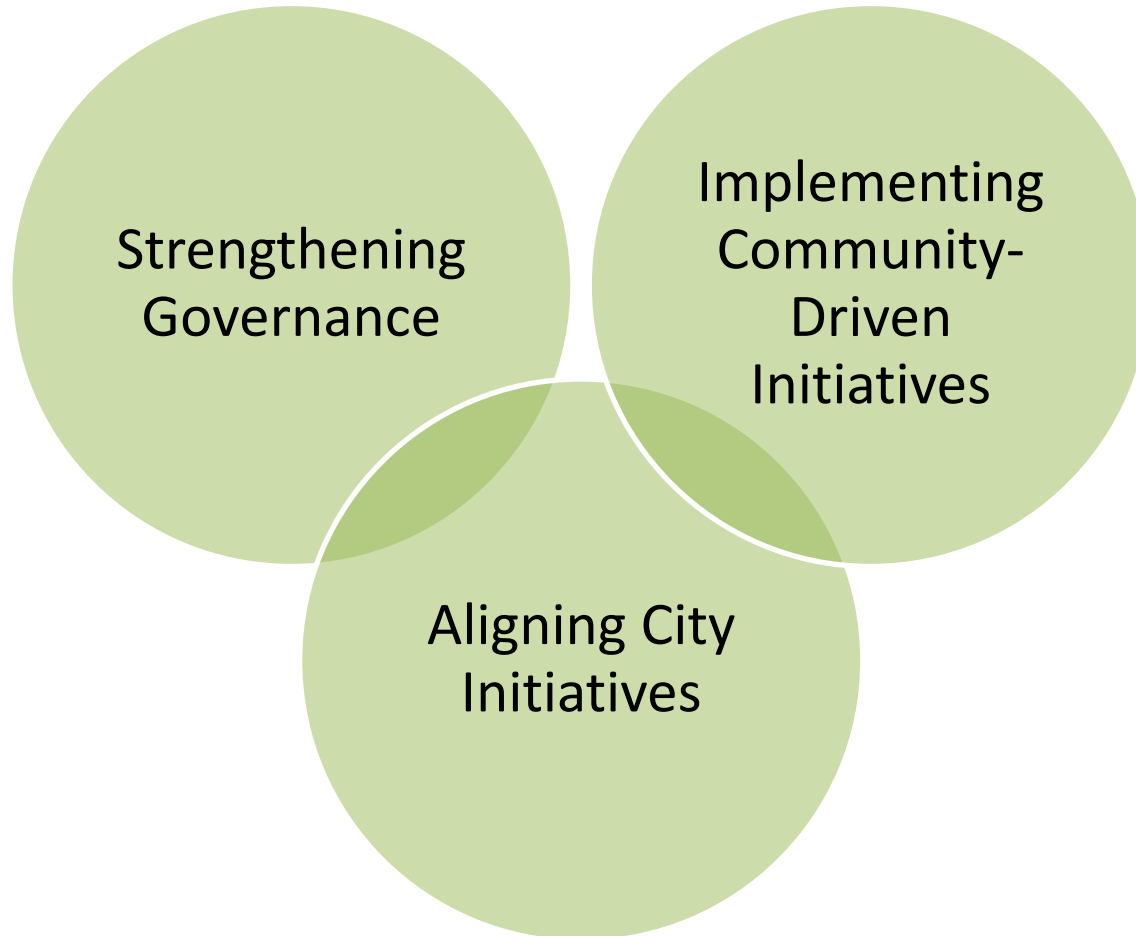 Strengthening
Governance
Implementing
Community-
Driven
Initiatives
Aligning City
Initiatives